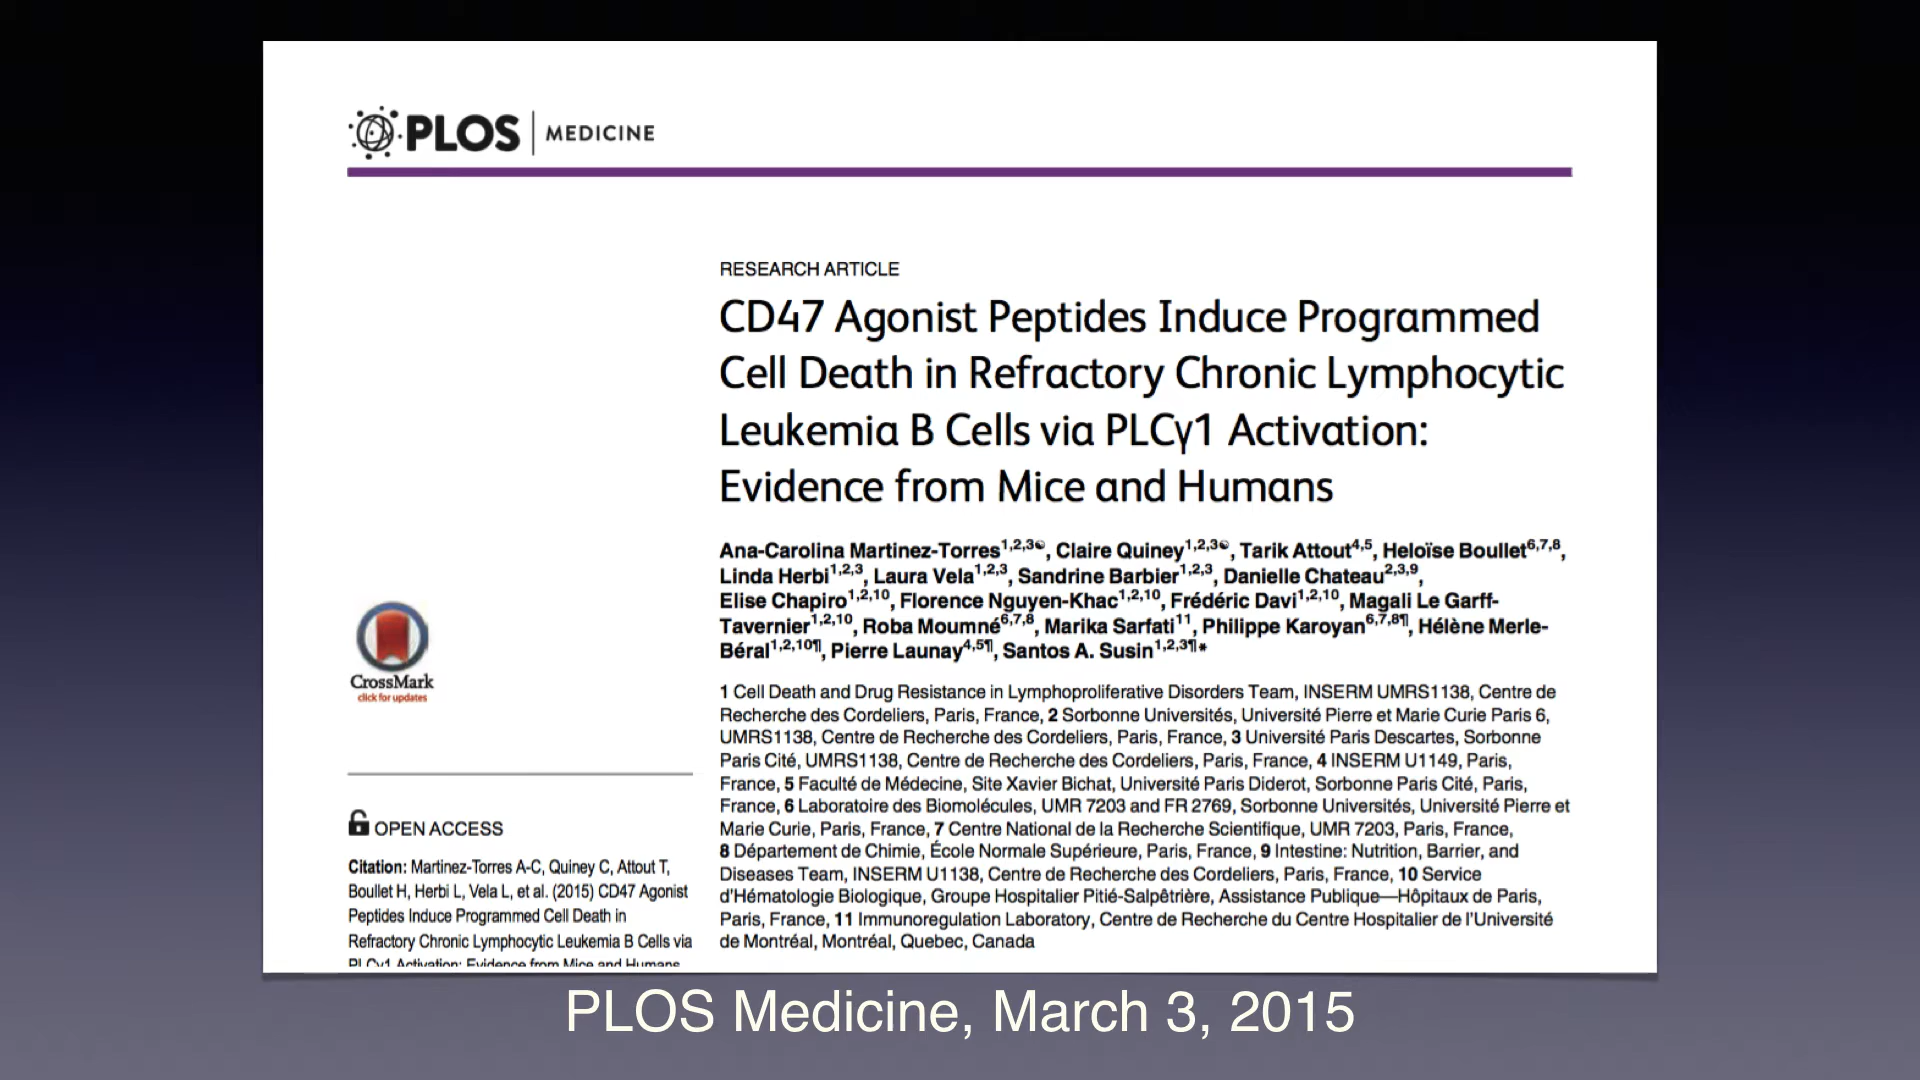 PLOS | MEDICINE
RESEARCH ARTICLE
CD47 Agonist Peptides Induce Programmed
Cell Death in Refractory Chronic Lymphocytic
Leukemia B Cells via PLCγ1 Activation:
Evidence from Mice and Humans
Ana-Carolina Martinez-Torres1,2,3☯, Claire Quiney1,2,3☯, Tarik Attout4,5, Heloïse Boullet6,7,8,
Linda Herbi1,2,3, Laura Vela1,2,3, Sandrine Barbier1,2,3, Danielle Chateau2,3,9,
Elise Chapiro1,2,10, Florence Nguyen-Khac1,2,10, Frédéric Davi1,2,10, Magali Le Garff-
Tavernier1,2,10, Roba Moumné6,7,8, Marika Sarfati11, Philippe Karoyan6,7,8¶, Hélène Merle-
Béral1,2,10¶, Pierre Launay4,5¶, Santos A. Susin1,2,3¶*
CrossMark
click for updates
1 Cell Death and Drug Resistance in Lymphoproliferative Disorders Team, INSERM UMRS1138, Centre de
Recherche des Cordeliers, Paris, France, 2 Sorbonne Universités, Université Pierre et Marie Curie Paris 6,
UMRS1138, Centre de Recherche des Cordeliers, Paris, France, 3 Université Paris Descartes, Sorbonne
Paris Cité, UMRS1138, Centre de Recherche des Cordeliers, Paris, France, 4 INSERM U1149, Paris,
France, 5 Faculté de Médecine, Site Xavier Bichat, Université Paris Diderot, Sorbonne Paris Cité, Paris,
France, 6 Laboratoire des Biomolécules, UMR 7203 and FR 2769, Sorbonne Universités, Université Pierre et
Marie Curie, Paris, France, 7 Centre National de la Recherche Scientifique, UMR 7203, Paris, France,
8 Département de Chimie, École Normale Supérieure, Paris, France, 9 Intestine: Nutrition, Barrier, and
Diseases Team, INSERM U1138, Centre de Recherche des Cordeliers, Paris, France, 10 Service
d'Hématologie Biologique, Groupe Hospitalier Pitié-Salpêtrière, Assistance Publique—Hôpitaux de Paris,
Paris, France, 11 Immunoregulation Laboratory, Centre de Recherche du Centre Hospitalier de l'Université
de Montréal, Montréal, Quebec, Canada
OPEN ACCESS
Citation: Martinez-Torres A-C, Quiney C, Attout T,
Boullet H, Herbi L, Vela L, et al. (2015) CD47 Agonist
Peptides Induce Programmed Cell Death in
Refractory Chronic Lymphocytic Leukemia B Cells via
PLCγ1 Activation: Evidence from Mice and Humans
PLOS Medicine, March 3, 2015